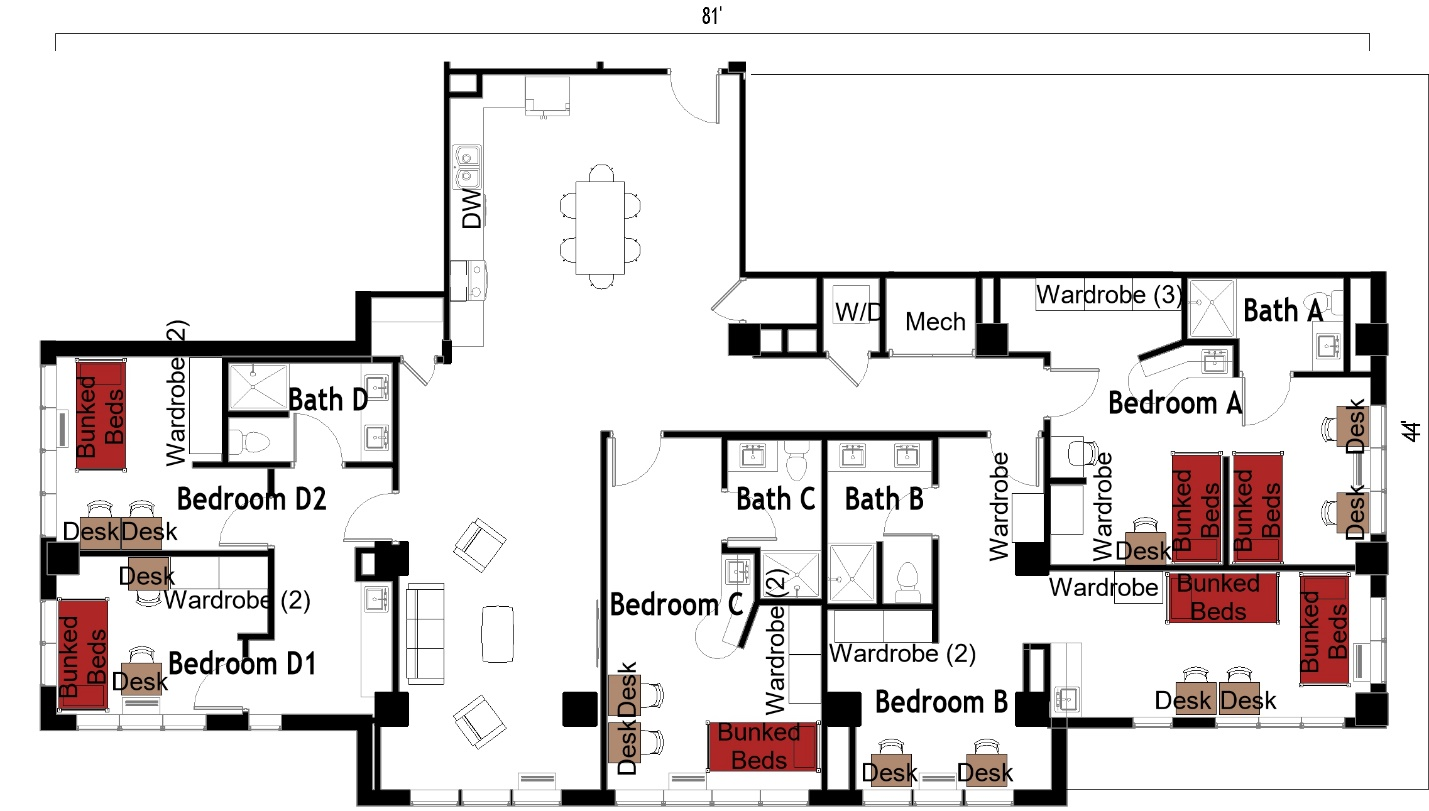 81'
DW
W/D
Mech
Wardrobe (3)
Bath A
Bedroom A
Desk
Desk
44'
Wardrobe
Wardrobe
Desk
Bunked
Beds
Bunked
Beds
Bunked
Beds
Wardrobe (2)
Bath D
Bedroom D2
Desk
Desk
Desk
Wardrobe (2)
Bunked
Beds
Desk
Bedroom D1
Bath C
Bath B
Bedroom C
Wardrobe (2)
Desk
Desk
Bunked
Beds
Wardrobe (2)
Bedroom B
Desk
Desk
Wardrobe
Bunked
Beds
Bunked
Beds
Desk
Desk